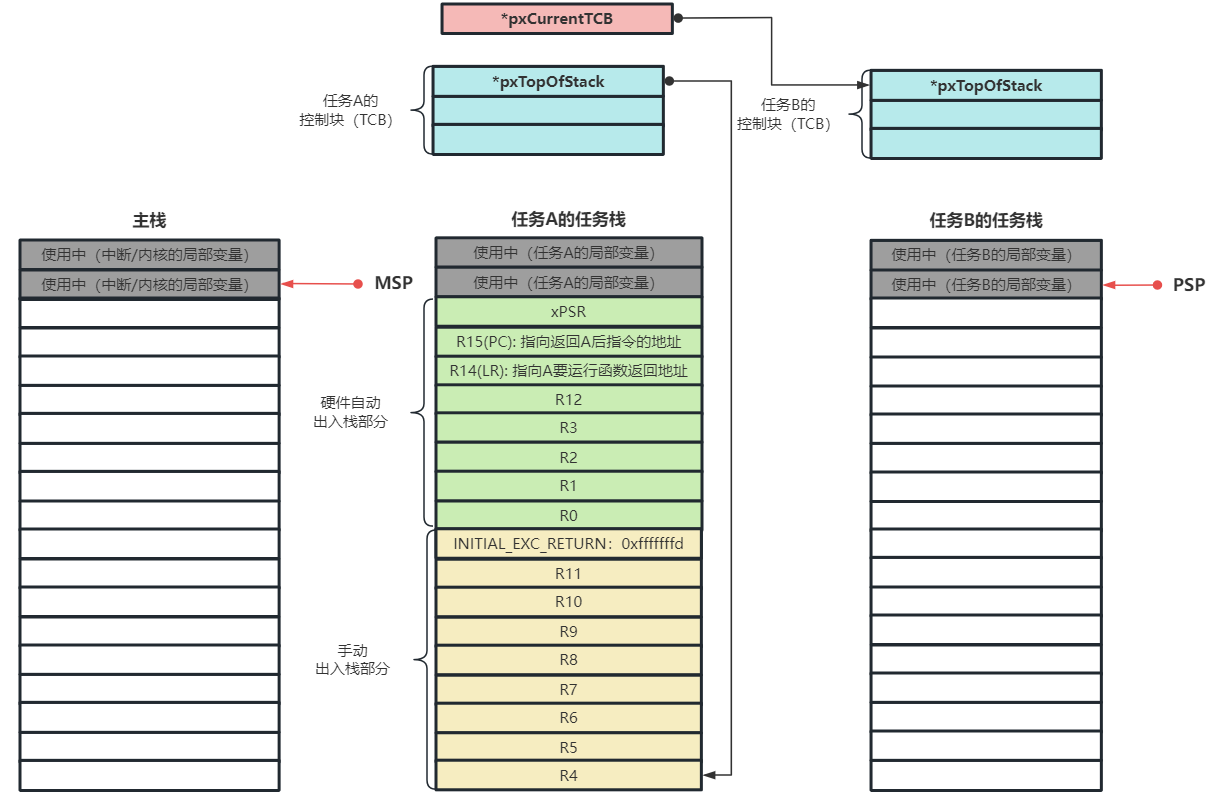 *pxCurrentTCB
*pxTopOfStack
任务A的
控制块（TCB）
*pxTopOfStack
任务B的
控制块（TCB）
主栈
使用中（中断/内核的局部变量）
使用中（中断/内核的局部变量）
MSP
任务A的任务栈
使用中（任务A的局部变量）
使用中（任务A的局部变量）
xPSR
R15(PC): 指向返回A后指令的地址
R14(LR): 指向A要运行函数返回地址
R12
R3
R2
R1
R0
硬件自动
出入栈部分
INITIAL_EXC_RETURN：0xfffffffd
R11
R10
R9
R8
R7
R6
R5
R4
手动
出入栈部分
任务B的任务栈
使用中（任务B的局部变量）
使用中（任务B的局部变量）
PSP